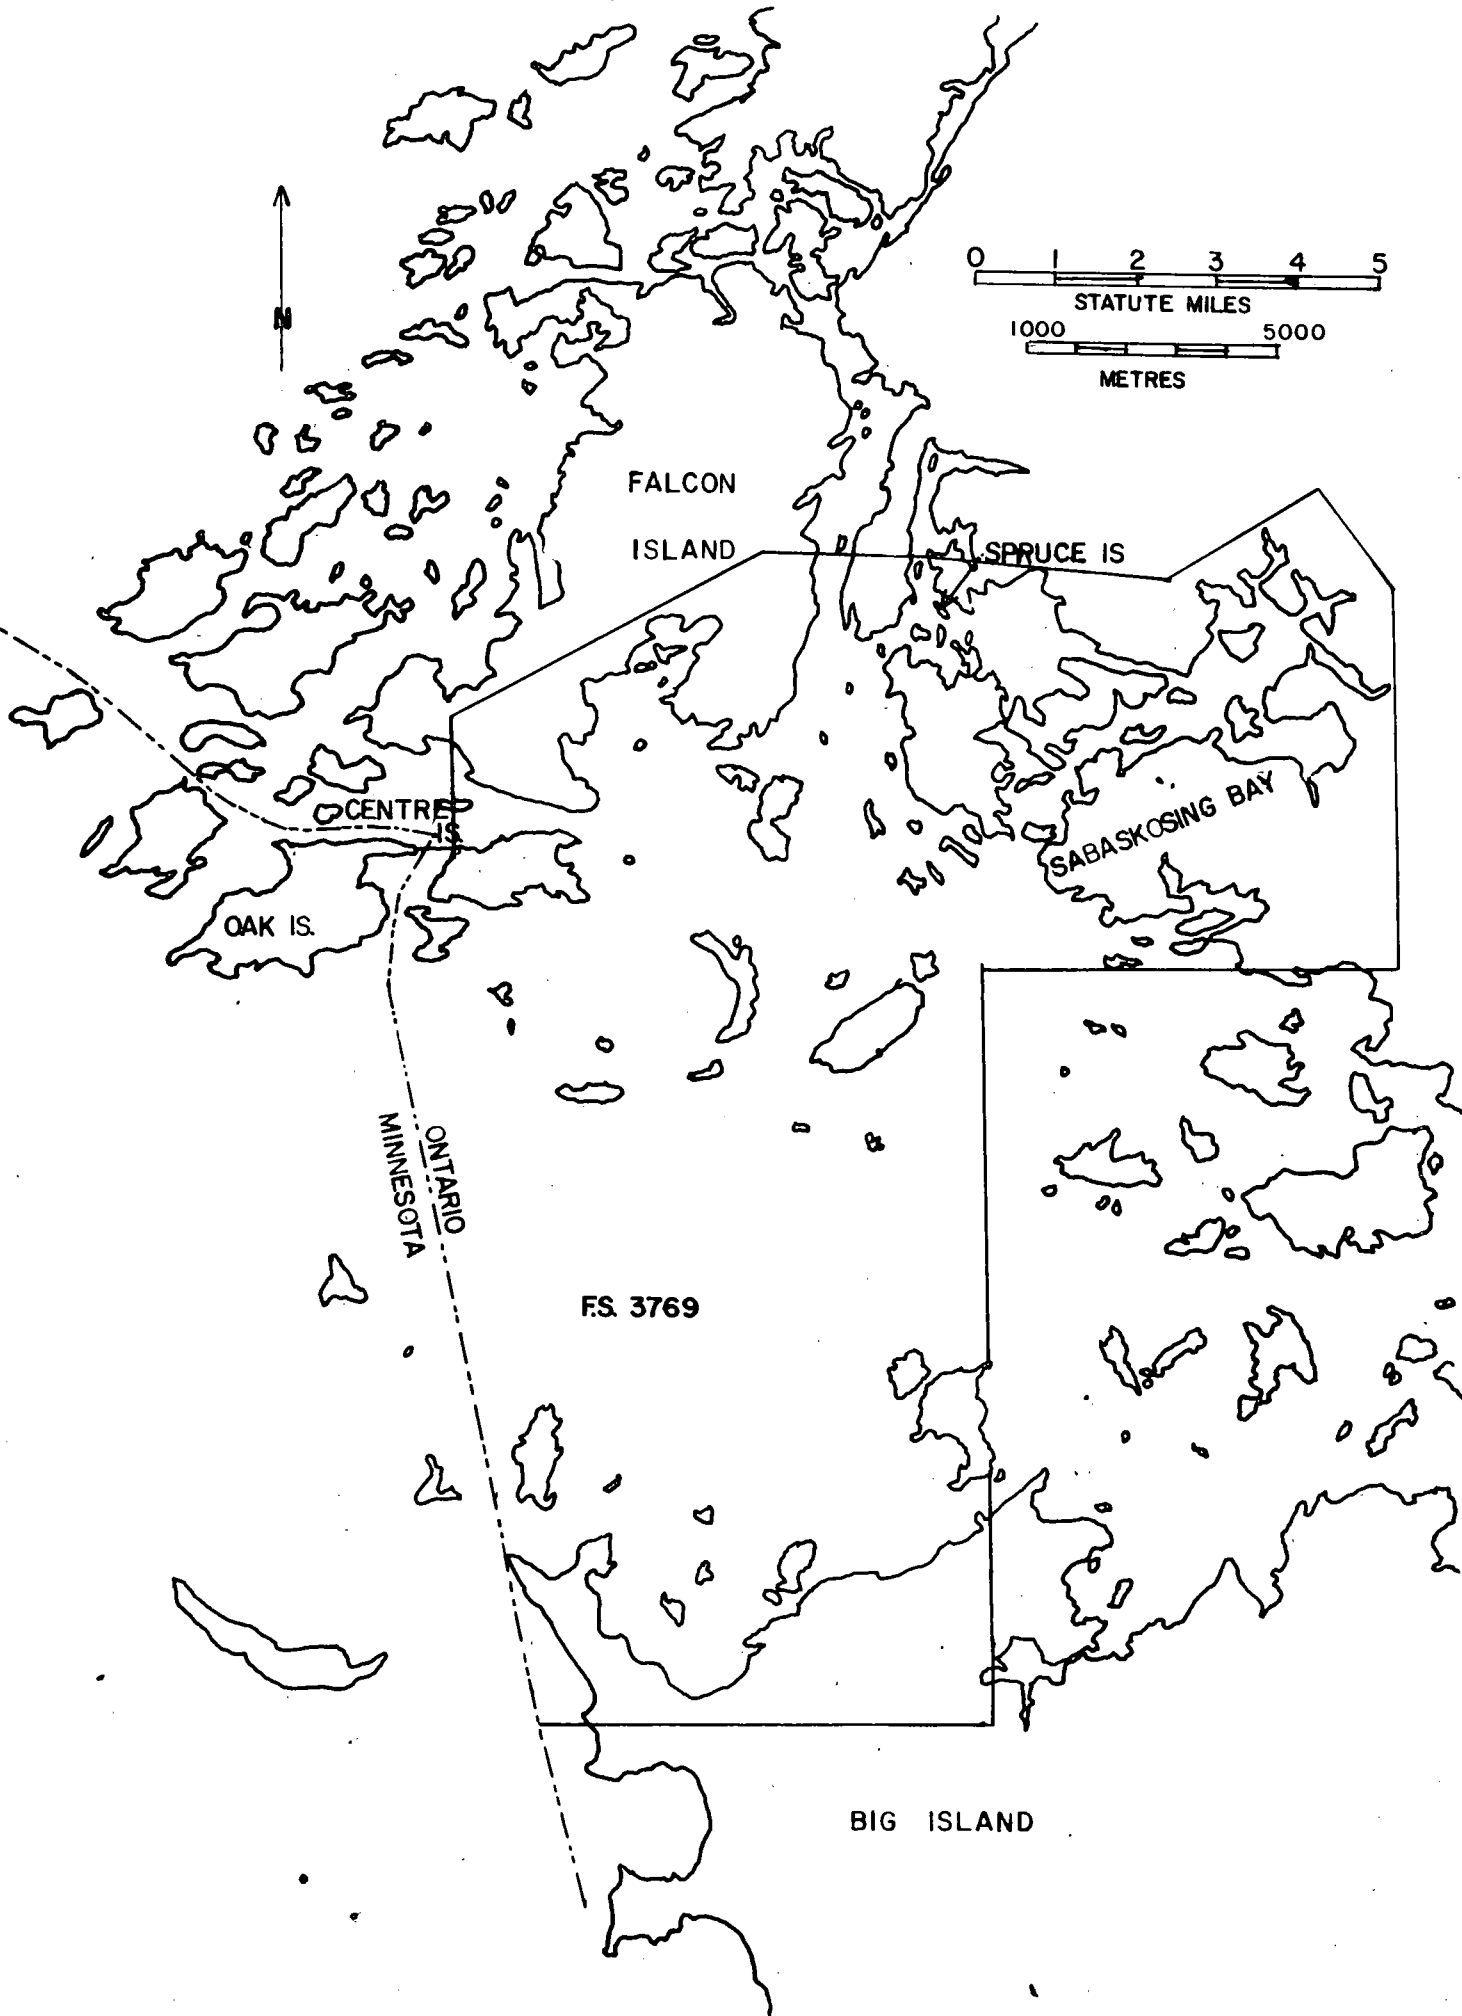 N
0 1 2 3 4 5
STATUTE MILES
1000 5000
METRES
FALCON
ISLAND
SPRUCE IS
CENTRE
IS
SABASKOSING BAY
OAK IS.
ONTARIO
MINNESOTA
F.S. 3769
BIG ISLAND